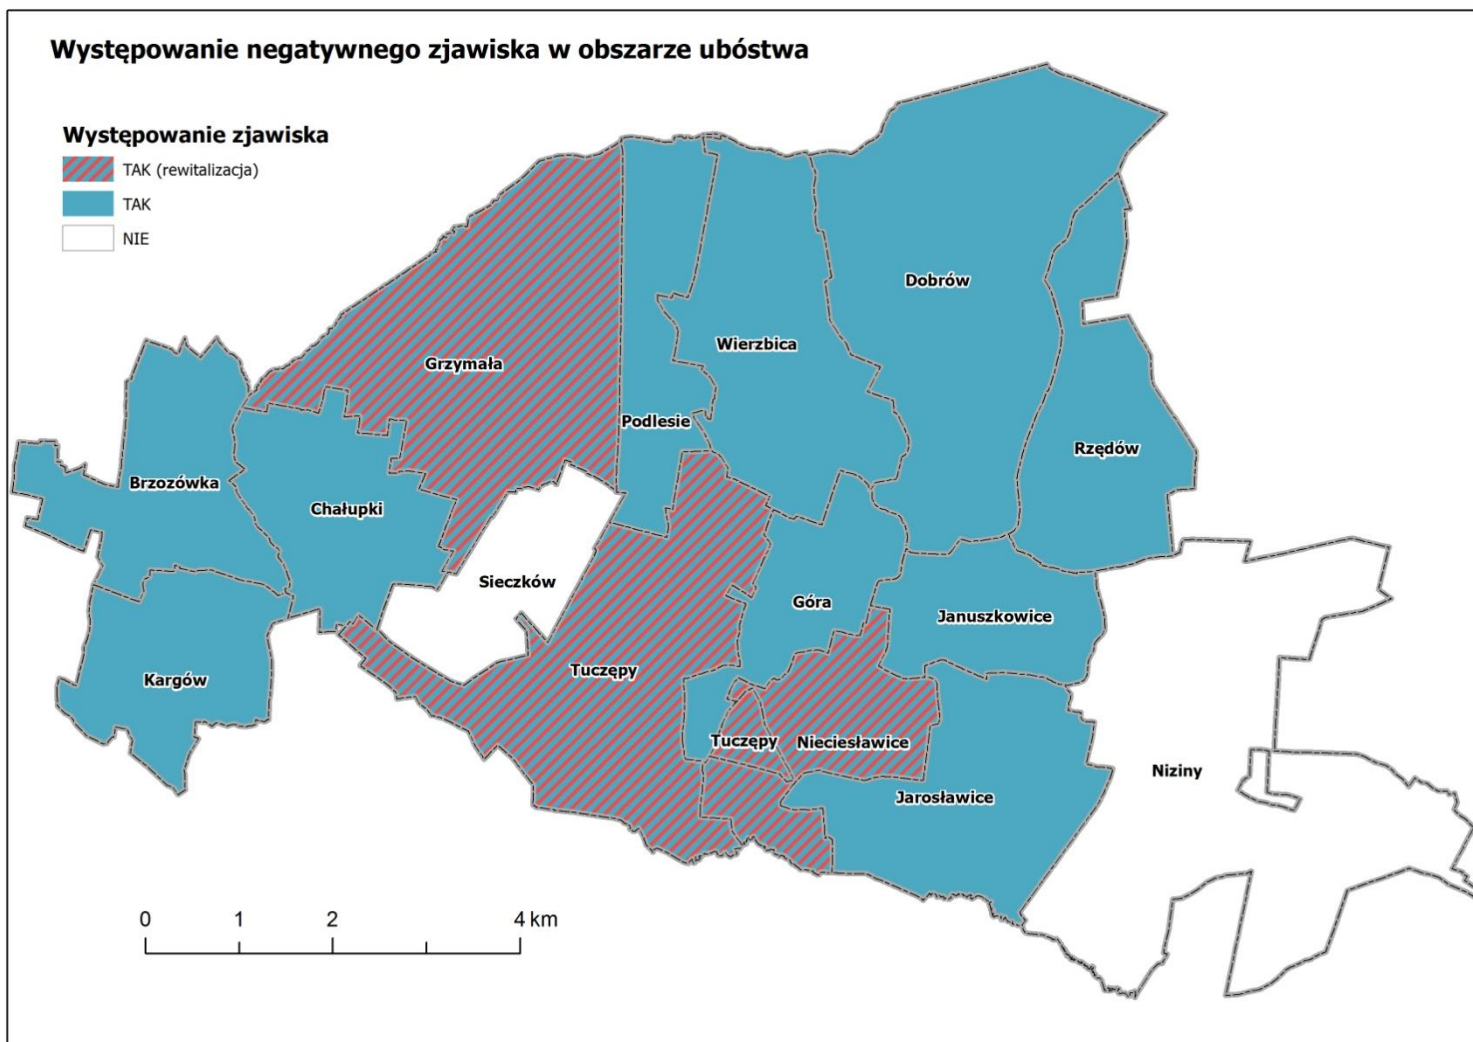 Występowanie negatywnego zjawiska w obszarze ubóstwa
Występowanie zjawiska
TAK (rewitalizacja)
TAK
NIE
Dobrów
Wierzbica
Grzymała
Podlesie
Rzędów
Brzozówka
Chałupki
Sieczków
Góra
Januszkowice
Tuczępy
Kargów
Tuczępy
Nieciesławice
Niziny
Jarosławice
0 1 2 4 km